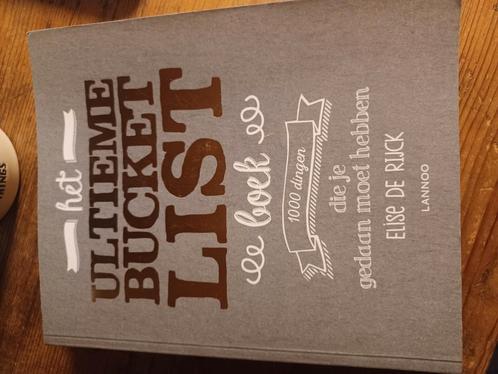 het
ULTIEME
BUCKET
LIST
boek
1000 dingen
die je
gedaan moet hebben
ELISE DE RIJCK
LANNOO